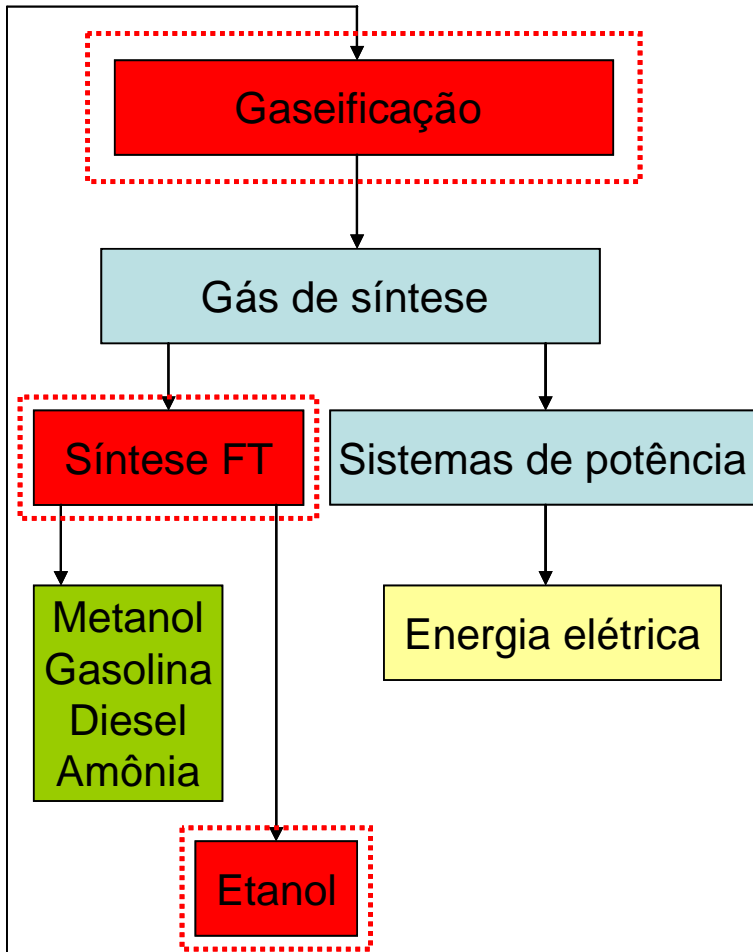 Gaseificação
Gás de síntese
Síntese FT
Sistemas de potência
Metanol
Gasolina
Diesel
Amônia
Energia elétrica
Etanol